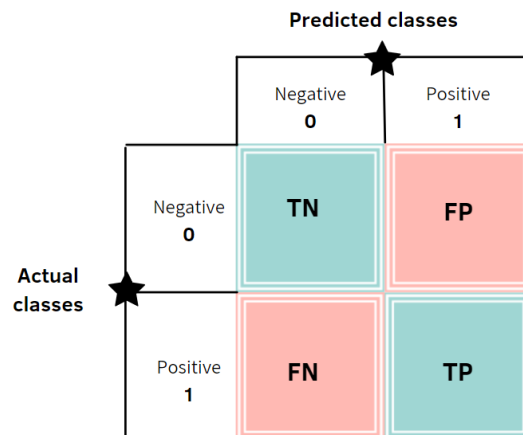 Predicted classes
Negative
0
Positive
1
Negative
0
TN
FP
Actual
classes
Positive
1
FN
TP